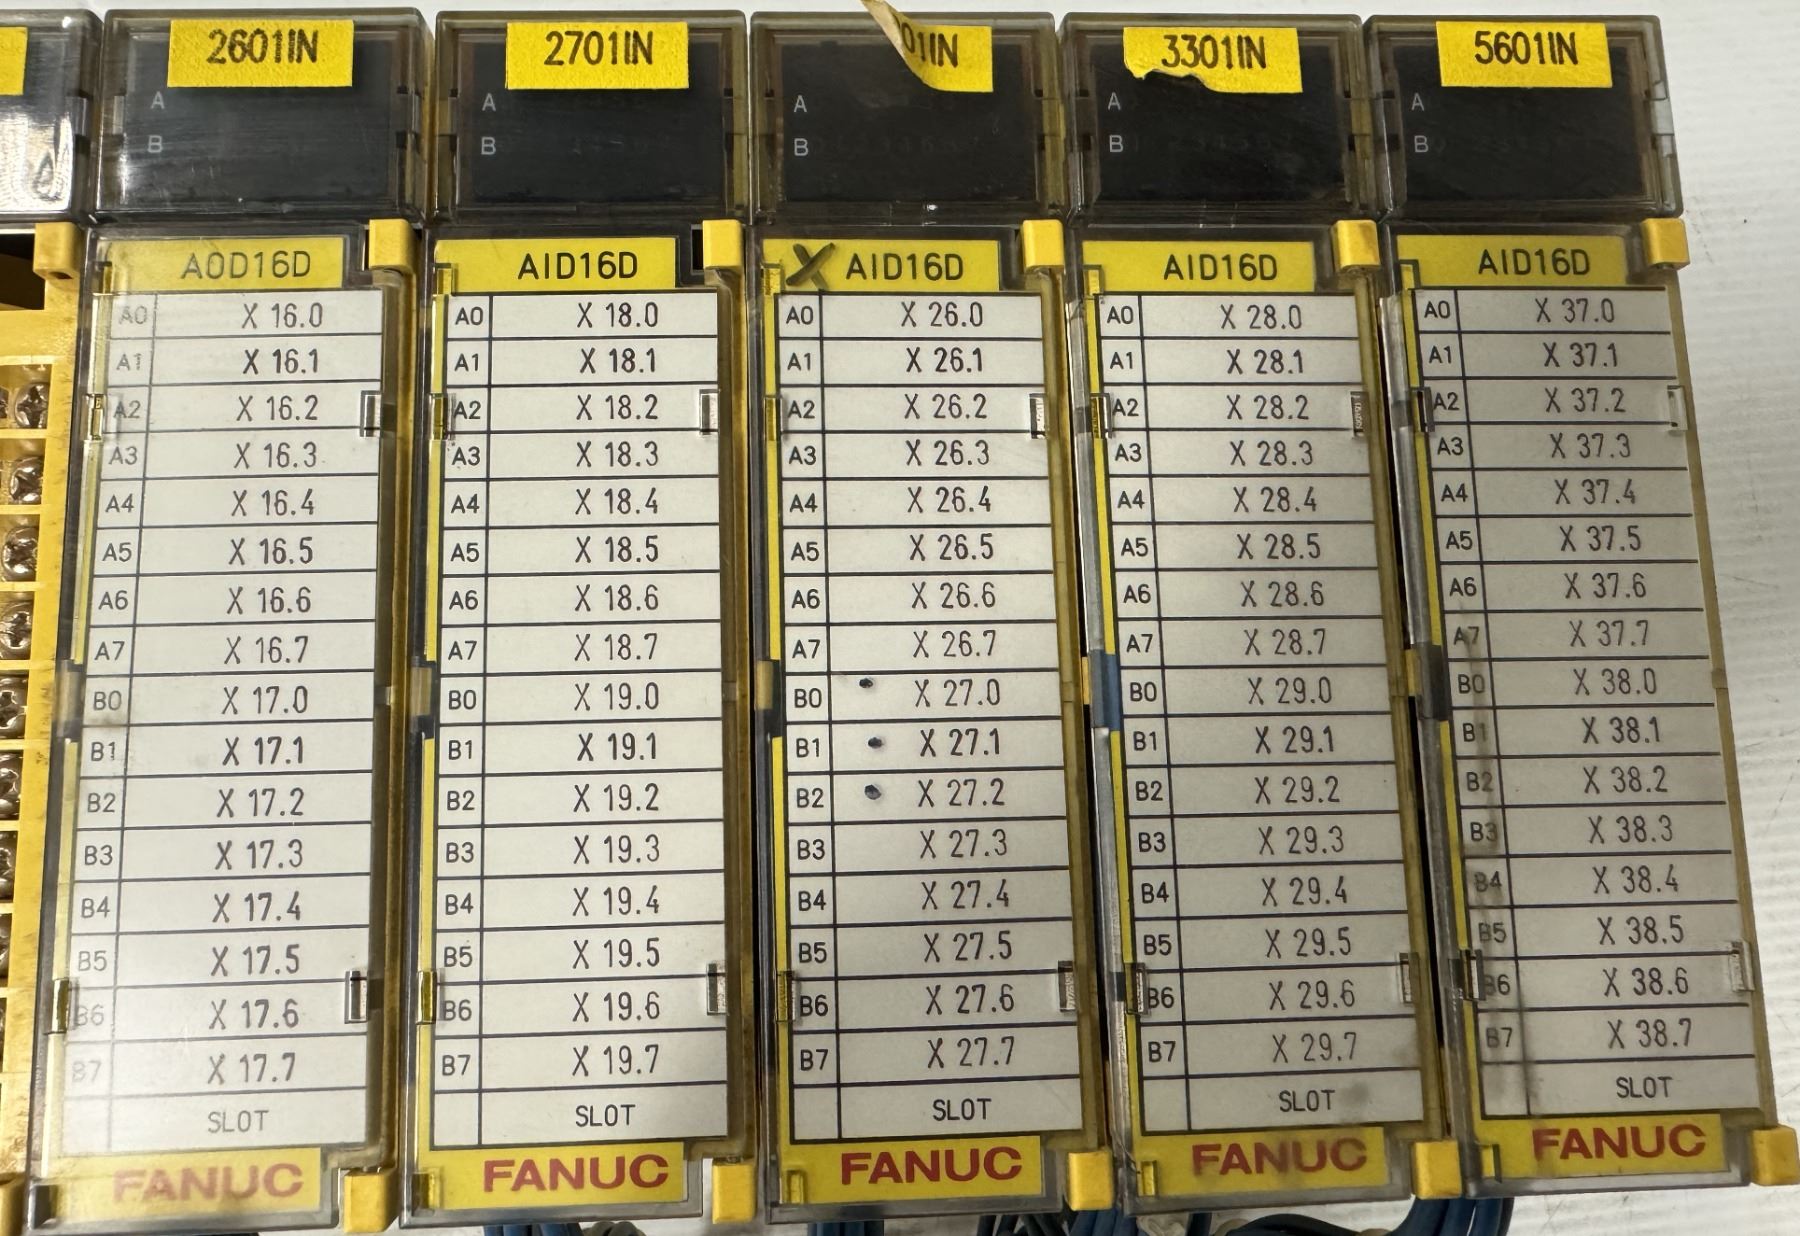 2601IN
A
B
AOD16D
A0 X 16.0
A1 X 16.1
A2 X 16.2
A3 X 16.3
A4 X 16.4
A5 X 16.5
A6 X 16.6
A7 X 16.7
B0 X 17.0
B1 X 17.1
B2 X 17.2
B3 X 17.3
B4 X 17.4
B5 X 17.5
B6 X 17.6
B7 X 17.7
SLOT
FANUC
2701IN
A
B
AID16D
A0 X 18.0
A1 X 18.1
A2 X 18.2
A3 X 18.3
A4 X 18.4
A5 X 18.5
A6 X 18.6
A7 X 18.7
B0 X 19.0
B1 X 19.1
B2 X 19.2
B3 X 19.3
B4 X 19.4
B5 X 19.5
B6 X 19.6
B7 X 19.7
SLOT
FANUC
01IN
A
B
X AID16D
A0 X 26.0
A1 X 26.1
A2 X 26.2
A3 X 26.3
A4 X 26.4
A5 X 26.5
A6 X 26.6
A7 X 26.7
B0 X 27.0
B1 X 27.1
B2 X 27.2
B3 X 27.3
B4 X 27.4
B5 X 27.5
B6 X 27.6
B7 X 27.7
SLOT
FANUC
3301IN
A
B
AID16D
A0 X 28.0
A1 X 28.1
A2 X 28.2
A3 X 28.3
A4 X 28.4
A5 X 28.5
A6 X 28.6
A7 X 28.7
B0 X 29.0
B1 X 29.1
B2 X 29.2
B3 X 29.3
B4 X 29.4
B5 X 29.5
B6 X 29.6
B7 X 29.7
SLOT
FANUC
5601IN
A
B
AID16D
A0 X 37.0
A1 X 37.1
A2 X 37.2
A3 X 37.3
A4 X 37.4
A5 X 37.5
A6 X 37.6
A7 X 37.7
B0 X 38.0
B1 X 38.1
B2 X 38.2
B3 X 38.3
B4 X 38.4
B5 X 38.5
B6 X 38.6
B7 X 38.7
SLOT
FANUC